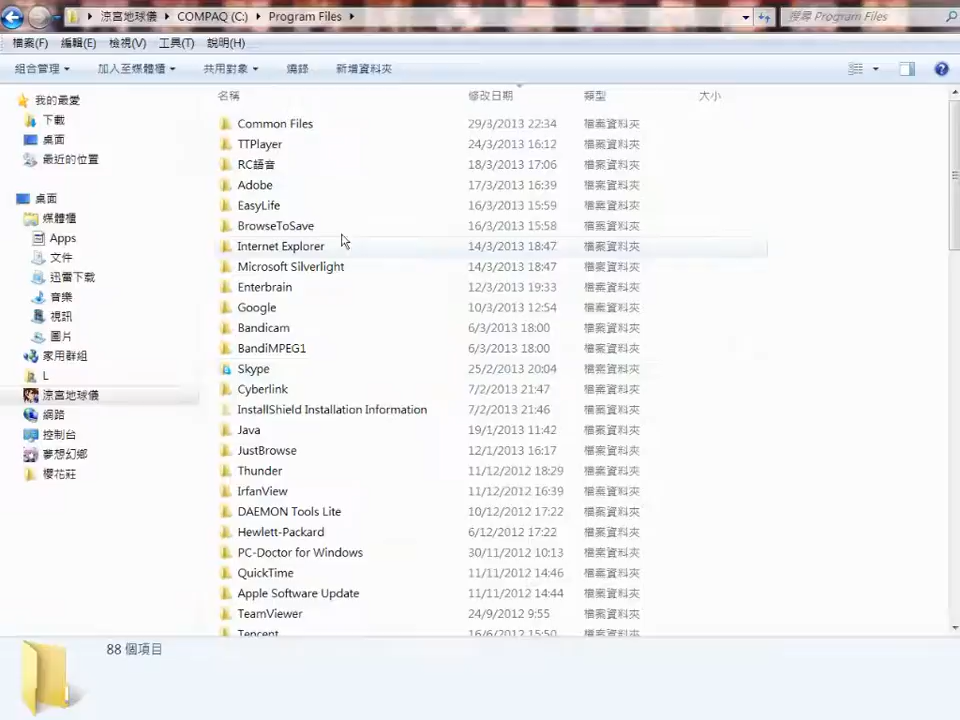 涼宮地球儀 ▸ COMPAQ (C:) ▸ Program Files ▸ 搜尋 Program Files
檔案(F) 編輯(E) 檢視(V) 工具(T) 說明(H)
組合管理 加入至媒體櫃 共用對象 燒錄 新增資料夾
我的最愛
下載
桌面
最近的位置
桌面
媒體櫃
Apps
文件
迅雷下载
音樂
視訊
圖片
家用群組
L
涼宮地球儀
網路
控制台
夢想幻鄉
櫻花莊
名稱 修改日期 類型 大小
Common Files 29/3/2013 22:34 檔案資料夾
TTPlayer 24/3/2013 16:12 檔案資料夾
RC語音 18/3/2013 17:06 檔案資料夾
Adobe 17/3/2013 16:39 檔案資料夾
EasyLife 16/3/2013 15:59 檔案資料夾
BrowseToSave 16/3/2013 15:58 檔案資料夾
Internet Explorer 14/3/2013 18:47 檔案資料夾
Microsoft Silverlight 14/3/2013 18:47 檔案資料夾
Enterbrain 12/3/2013 19:33 檔案資料夾
Google 10/3/2013 12:54 檔案資料夾
Bandicam 6/3/2013 18:00 檔案資料夾
BandiMPEG1 6/3/2013 18:00 檔案資料夾
Skype 25/2/2013 20:04 檔案資料夾
Cyberlink 7/2/2013 21:47 檔案資料夾
InstallShield Installation Information 7/2/2013 21:46 檔案資料夾
Java 19/1/2013 11:42 檔案資料夾
JustBrowse 12/1/2013 16:17 檔案資料夾
Thunder 11/12/2012 18:29 檔案資料夾
IrfanView 11/12/2012 16:39 檔案資料夾
DAEMON Tools Lite 10/12/2012 17:22 檔案資料夾
Hewlett-Packard 6/12/2012 17:22 檔案資料夾
PC-Doctor for Windows 30/11/2012 10:13 檔案資料夾
QuickTime 11/11/2012 14:46 檔案資料夾
Apple Software Update 11/11/2012 14:44 檔案資料夾
TeamViewer 24/9/2012 9:55 檔案資料夾
Tencent 16/6/2012 15:50 檔案資料夾
88 個項目